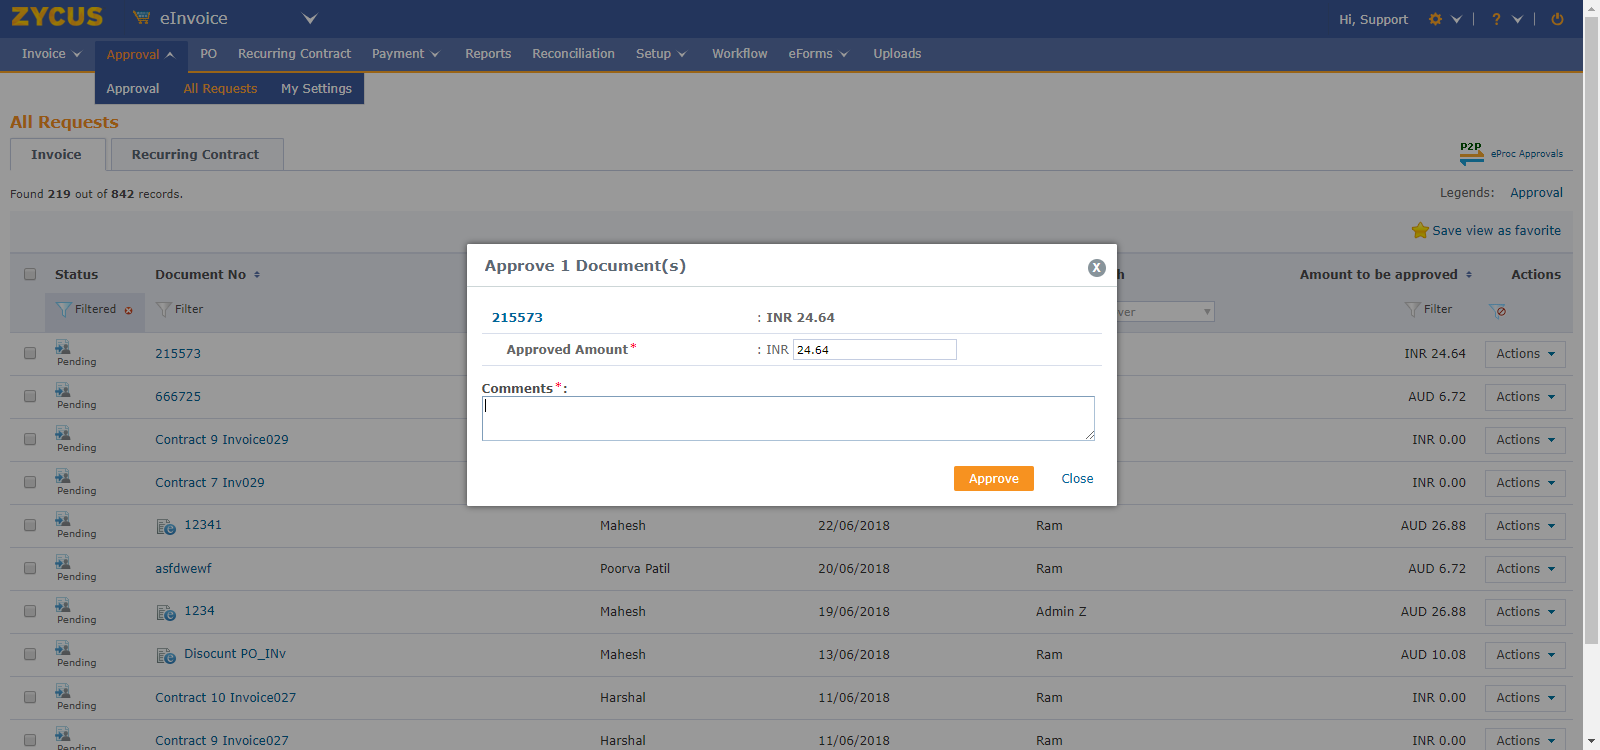 ZYCUS eInvoice Hi, Support ?
Invoice Approval PO Recurring Contract Payment Reports Reconciliation Setup Workflow eForms Uploads
Approval All Requests My Settings
All Requests
Invoice Recurring Contract
P2P eProc Approvals
Found 219 out of 842 records.
Legends: Approval
Save view as favorite
Approve 1 Document(s) X
Status Document No Amount to be approved Actions
Filtered Filter Filter
215573 : INR 24.64
Approved Amount* : INR 24.64
Comments*:
Approve Close
Pending 215573 INR 24.64 Actions
Pending 666725 AUD 6.72 Actions
Pending Contract 9 Invoice029 INR 0.00 Actions
Pending Contract 7 Inv029 INR 0.00 Actions
Pending 12341 Mahesh 22/06/2018 Ram AUD 26.88 Actions
Pending asfdwewf Poorva Patil 20/06/2018 Ram AUD 6.72 Actions
Pending 1234 Mahesh 19/06/2018 Admin Z AUD 26.88 Actions
Pending Disocunt PO_INv Mahesh 13/06/2018 Ram AUD 10.08 Actions
Pending Contract 10 Invoice027 Harshal 11/06/2018 Ram INR 0.00 Actions
Contract 9 Invoice027 Harshal 11/06/2018 Ram INR 0.00 Actions